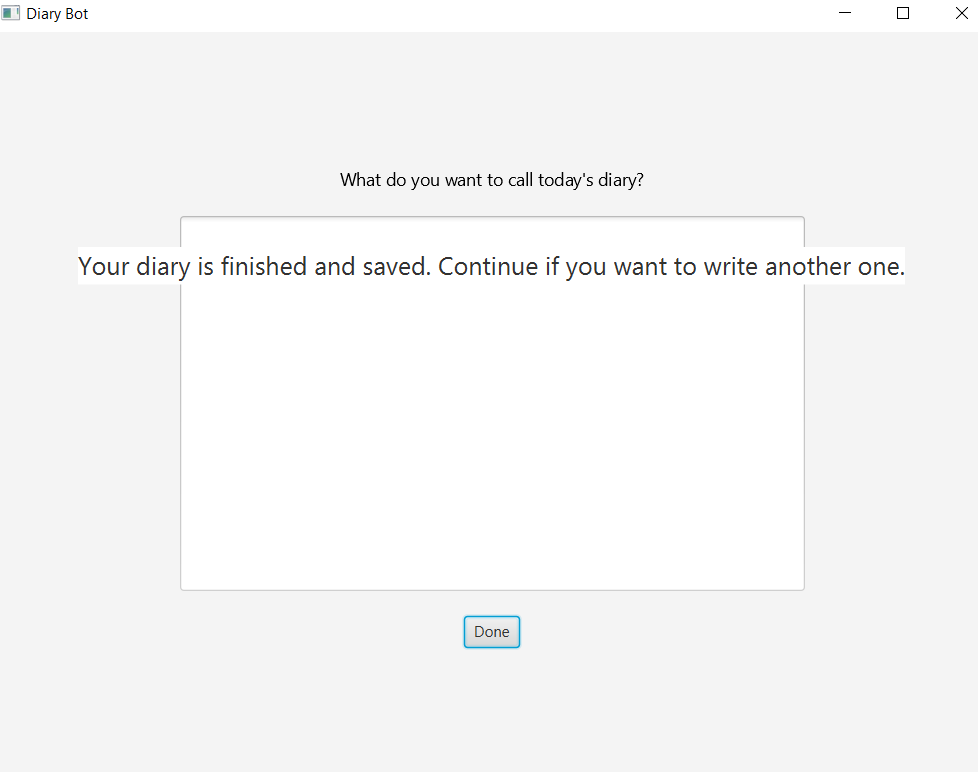 Diary Bot
What do you want to call today's diary?
Your diary is finished and saved. Continue if you want to write another one.
Done